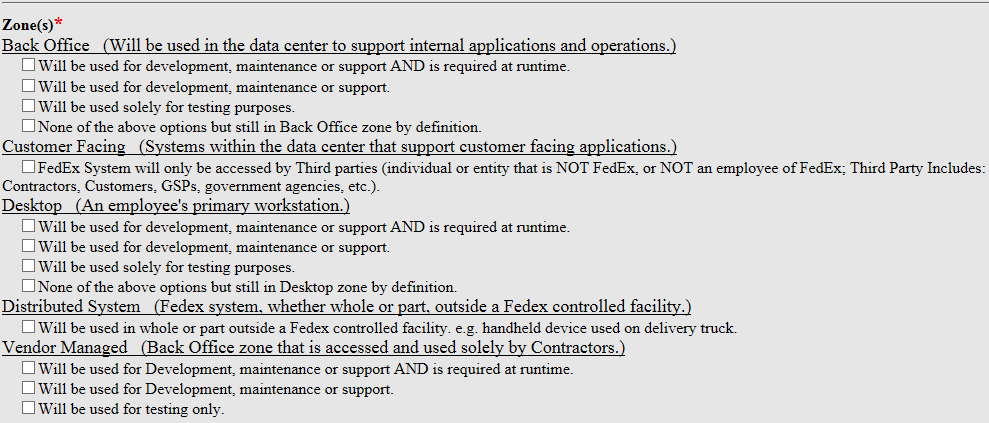 Zone(s)*
Back Office (Will be used in the data center to support internal applications and operations.)
Will be used for development, maintenance or support AND is required at runtime.
Will be used for development, maintenance or support.
Will be used solely for testing purposes.
None of the above options but still in Back Office zone by definition.
Customer Facing (Systems within the data center that support customer facing applications.)
FedEx System will only be accessed by Third parties (individual or entity that is NOT FedEx, or NOT an employee of FedEx; Third Party Includes:
Contractors, Customers, GSPs, government agencies, etc.).
Desktop (An employee's primary workstation.)
Will be used for development, maintenance or support AND is required at runtime.
Will be used for development, maintenance or support.
Will be used solely for testing purposes.
None of the above options but still in Desktop zone by definition.
Distributed System (Fedex system, whether whole or part, outside a Fedex controlled facility.)
Will be used in whole or part outside a Fedex controlled facility. e.g. handheld device used on delivery truck.
Vendor Managed (Back Office zone that is accessed and used solely by Contractors.)
Will be used for Development, maintenance or support AND is required at runtime.
Will be used for Development, maintenance or support.
Will be used for testing only.